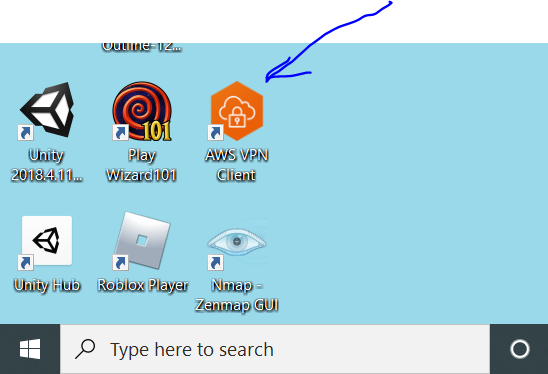 Outline-12...
Unity
2018.4.11...
Play
Wizard101
101
AWS VPN
Client
Unity Hub
Roblox Player
Nmap -
Zenmap GUI
Type here to search